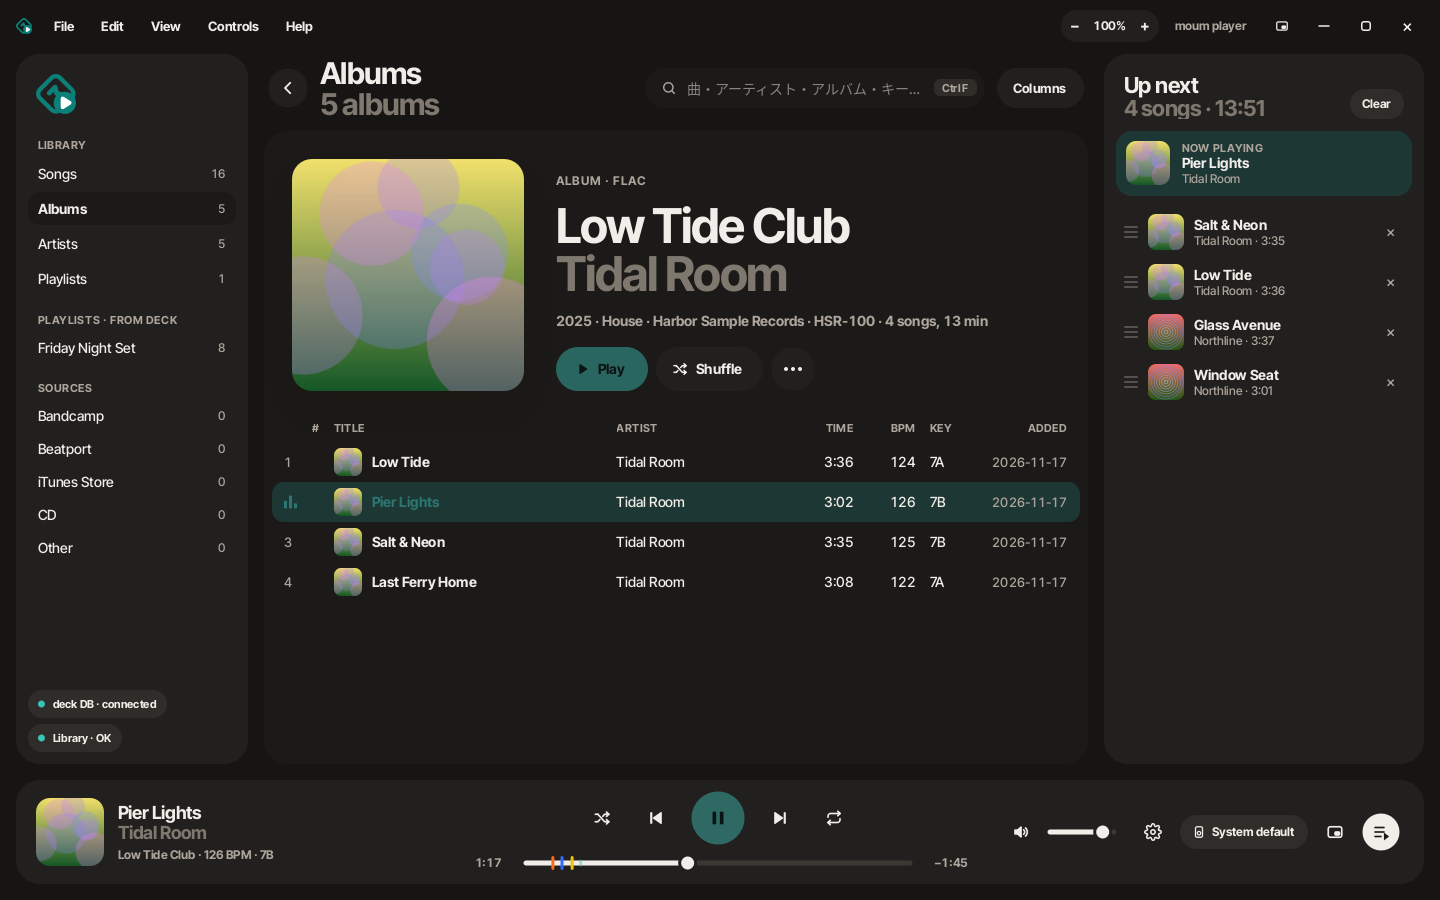 File Edit View Controls Help
− 100% + moum player
LIBRARY
Songs 16
Albums 5
Artists 5
Playlists 1
PLAYLISTS · FROM DECK
Friday Night Set 8
SOURCES
Bandcamp 0
Beatport 0
iTunes Store 0
CD 0
Other 0
deck DB · connected
Library · OK
Albums
5 albums
曲・アーティスト・アルバム・キー... Ctrl F
Columns
ALBUM · FLAC
Low Tide Club
Tidal Room
2025 · House · Harbor Sample Records · HSR-100 · 4 songs, 13 min
Play Shuffle
# TITLE ARTIST TIME BPM KEY ADDED
1 Low Tide Tidal Room 3:36 124 7A 2026-11-17
Pier Lights Tidal Room 3:02 126 7B 2026-11-17
3 Salt & Neon Tidal Room 3:35 125 7B 2026-11-17
4 Last Ferry Home Tidal Room 3:08 122 7A 2026-11-17
Up next
4 songs · 13:51
Clear
NOW PLAYING
Pier Lights
Tidal Room
Salt & Neon
Tidal Room · 3:35
Low Tide
Tidal Room · 3:36
Glass Avenue
Northline · 3:37
Window Seat
Northline · 3:01
Pier Lights
Tidal Room
Low Tide Club · 126 BPM · 7B
1:17 −1:45
System default